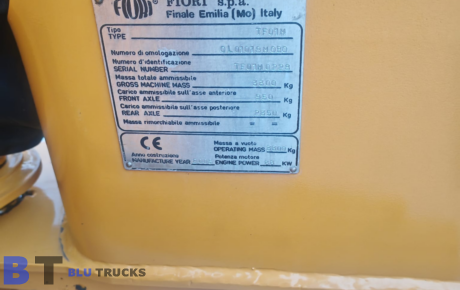 FIORI FIORI s.p.a.
Finale Emilia (Mo) Italy
Tipo
TYPE
Numero di omologazione
Numero d'identificazione
SERIAL NUMBER
Massa totale ammissibile
GROSS MACHINE MASS Kg
Carico ammissibile sull'asse anteriore
FRONT AXLE Kg
Carico ammissibile sull'asse posteriore
REAR AXLE Kg
Massa rimorchiabile ammissibile - -
CE
Massa a vuoto
OPERATING MASS Kg
Anno costruzione
MANUFACTURE YEAR
Potenza motore
ENGINE POWER KW
BT BLU TRUCKS